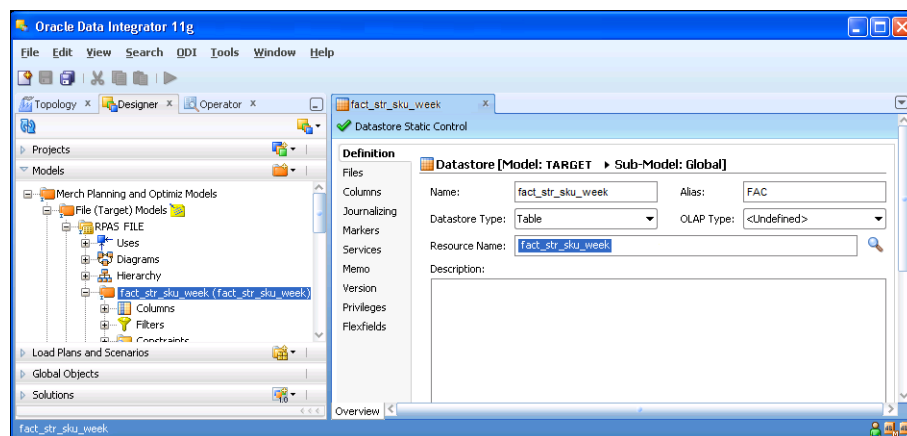 Oracle Data Integrator 11g
File Edit View Search ODI Tools Window Help
Topology x Designer x Operator x
Projects
Models
Merch Planning and Optimiz Models
File (Target) Models
RPAS FILE
Uses
Diagrams
Hierarchy
fact_str_sku_week (fact_str_sku_week)
Columns
Filters
Constraints
Load Plans and Scenarios
Global Objects
Solutions
fact_str_sku_week x
Datastore Static Control
Definition
Files
Columns
Journalizing
Markers
Services
Memo
Version
Privileges
Flexfields
Datastore [Model: TARGET ▸ Sub-Model: Global]
Name: fact_str_sku_week Alias: FAC
Datastore Type: Table OLAP Type: <Undefined>
Resource Name: fact_str_sku_week
Description:
Overview
fact_str_sku_week